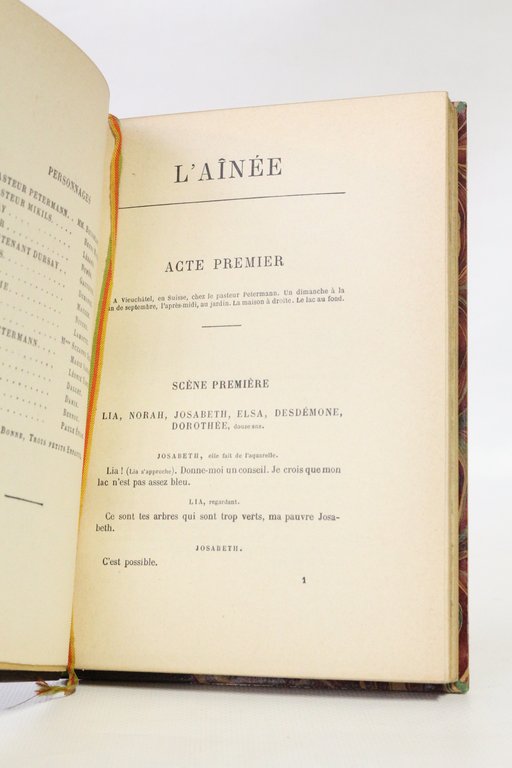 PERSONNAGES
PASTEUR PETERMANN
PASTEUR MIKILS
LIEUTENANT DURSAY
BONNE, TROIS PETITS
L'AÎNÉE
ACTE PREMIER
A Vieuchâtel, en Suisse, chez le pasteur Petermann. Un dimanche à la
de septembre, l'après-midi, au jardin. La maison à droite. Le lac au fond.
SCÈNE PREMIÈRE
LIA, NORAH, JOSABETH, ELSA, DESDÉMONE,
DOROTHÉE, douze ans.
JOSABETH, elle fait de l'aquarelle.
Lia ! (Lia s'approche). Donne-moi un conseil. Je crois que mon
lac n'est pas assez bleu.
LIA, regardant.
Ce sont tes arbres qui sont trop verts, ma pauvre Josa-
beth.
JOSABETH.
C'est possible.
1